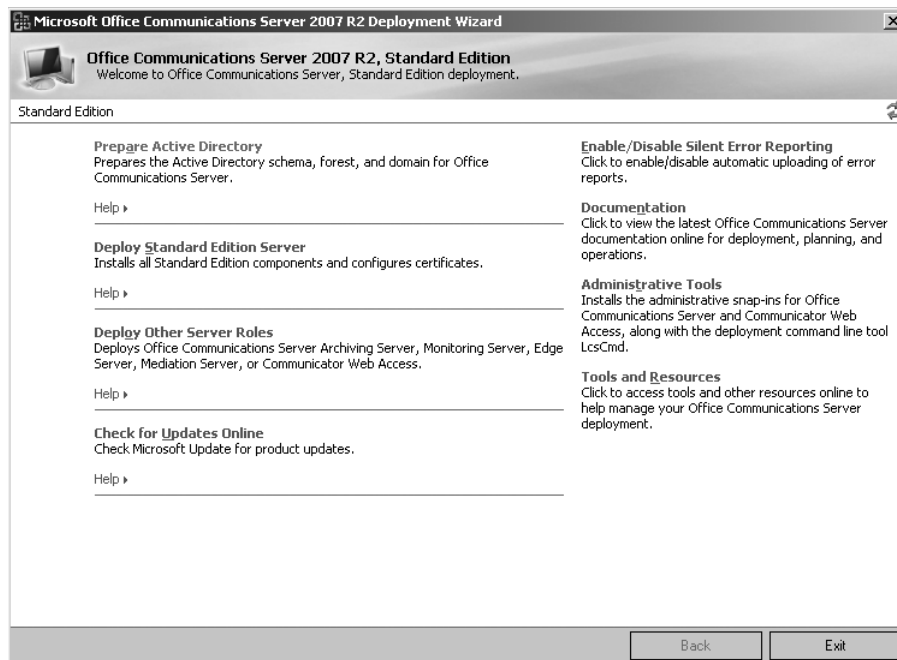 Microsoft Office Communications Server 2007 R2 Deployment Wizard
Office Communications Server 2007 R2, Standard Edition
Welcome to Office Communications Server, Standard Edition deployment.
Standard Edition
Prepare Active Directory
Prepares the Active Directory schema, forest, and domain for Office
Communications Server.
Help
Deploy Standard Edition Server
Installs all Standard Edition components and configures certificates.
Help
Deploy Other Server Roles
Deploys Office Communications Server Archiving Server, Monitoring Server, Edge
Server, Mediation Server, or Communicator Web Access.
Help
Check for Updates Online
Check Microsoft Update for product updates.
Help
Enable/Disable Silent Error Reporting
Click to enable/disable automatic uploading of error
reports.
Documentation
Click to view the latest Office Communications Server
documentation online for deployment, planning, and
operations.
Administrative Tools
Installs the administrative snap-ins for Office
Communications Server and Communicator Web
Access, along with the deployment command line tool
LcsCmd.
Tools and Resources
Click to access tools and other resources online to
help manage your Office Communications Server
deployment.
Back
Exit